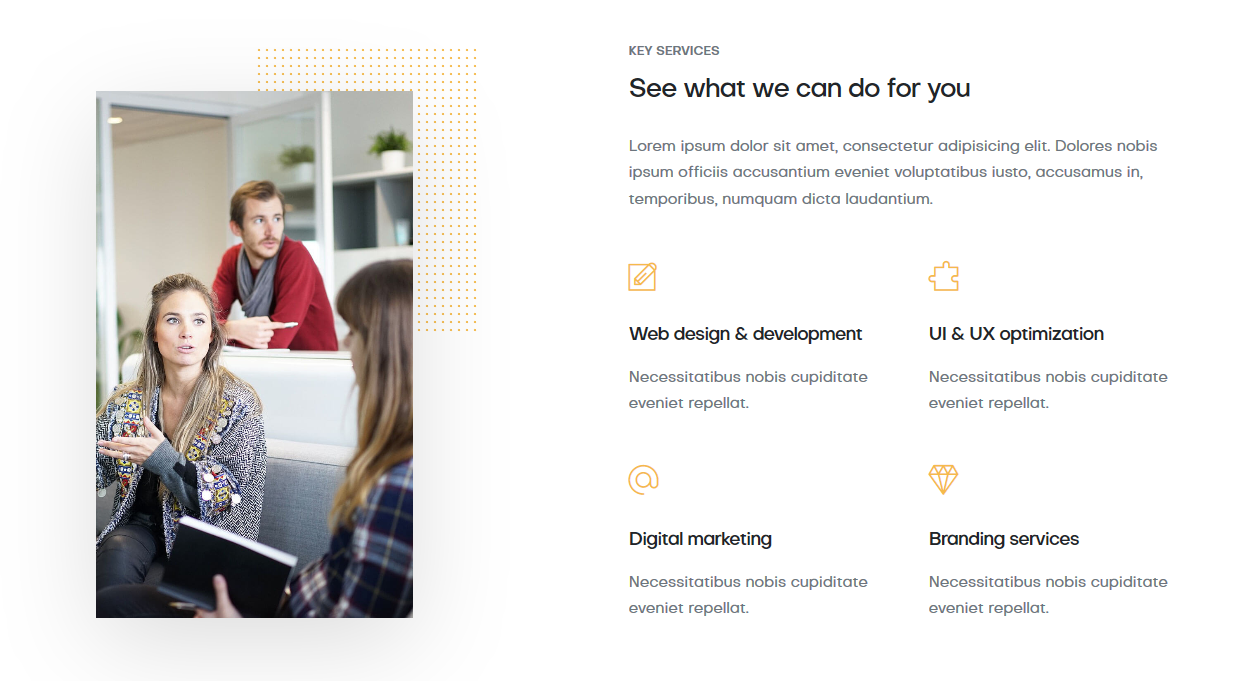 KEY SERVICES
See what we can do for you
Lorem ipsum dolor sit amet, consectetur adipisicing elit. Dolores nobis
ipsum officiis accusantium eveniet voluptatibus iusto, accusamus in,
temporibus, numquam dicta laudantium.
Web design & development
Necessitatibus nobis cupiditate
eveniet repellat.
UI & UX optimization
Necessitatibus nobis cupiditate
eveniet repellat.
Digital marketing
Necessitatibus nobis cupiditate
eveniet repellat.
Branding services
Necessitatibus nobis cupiditate
eveniet repellat.